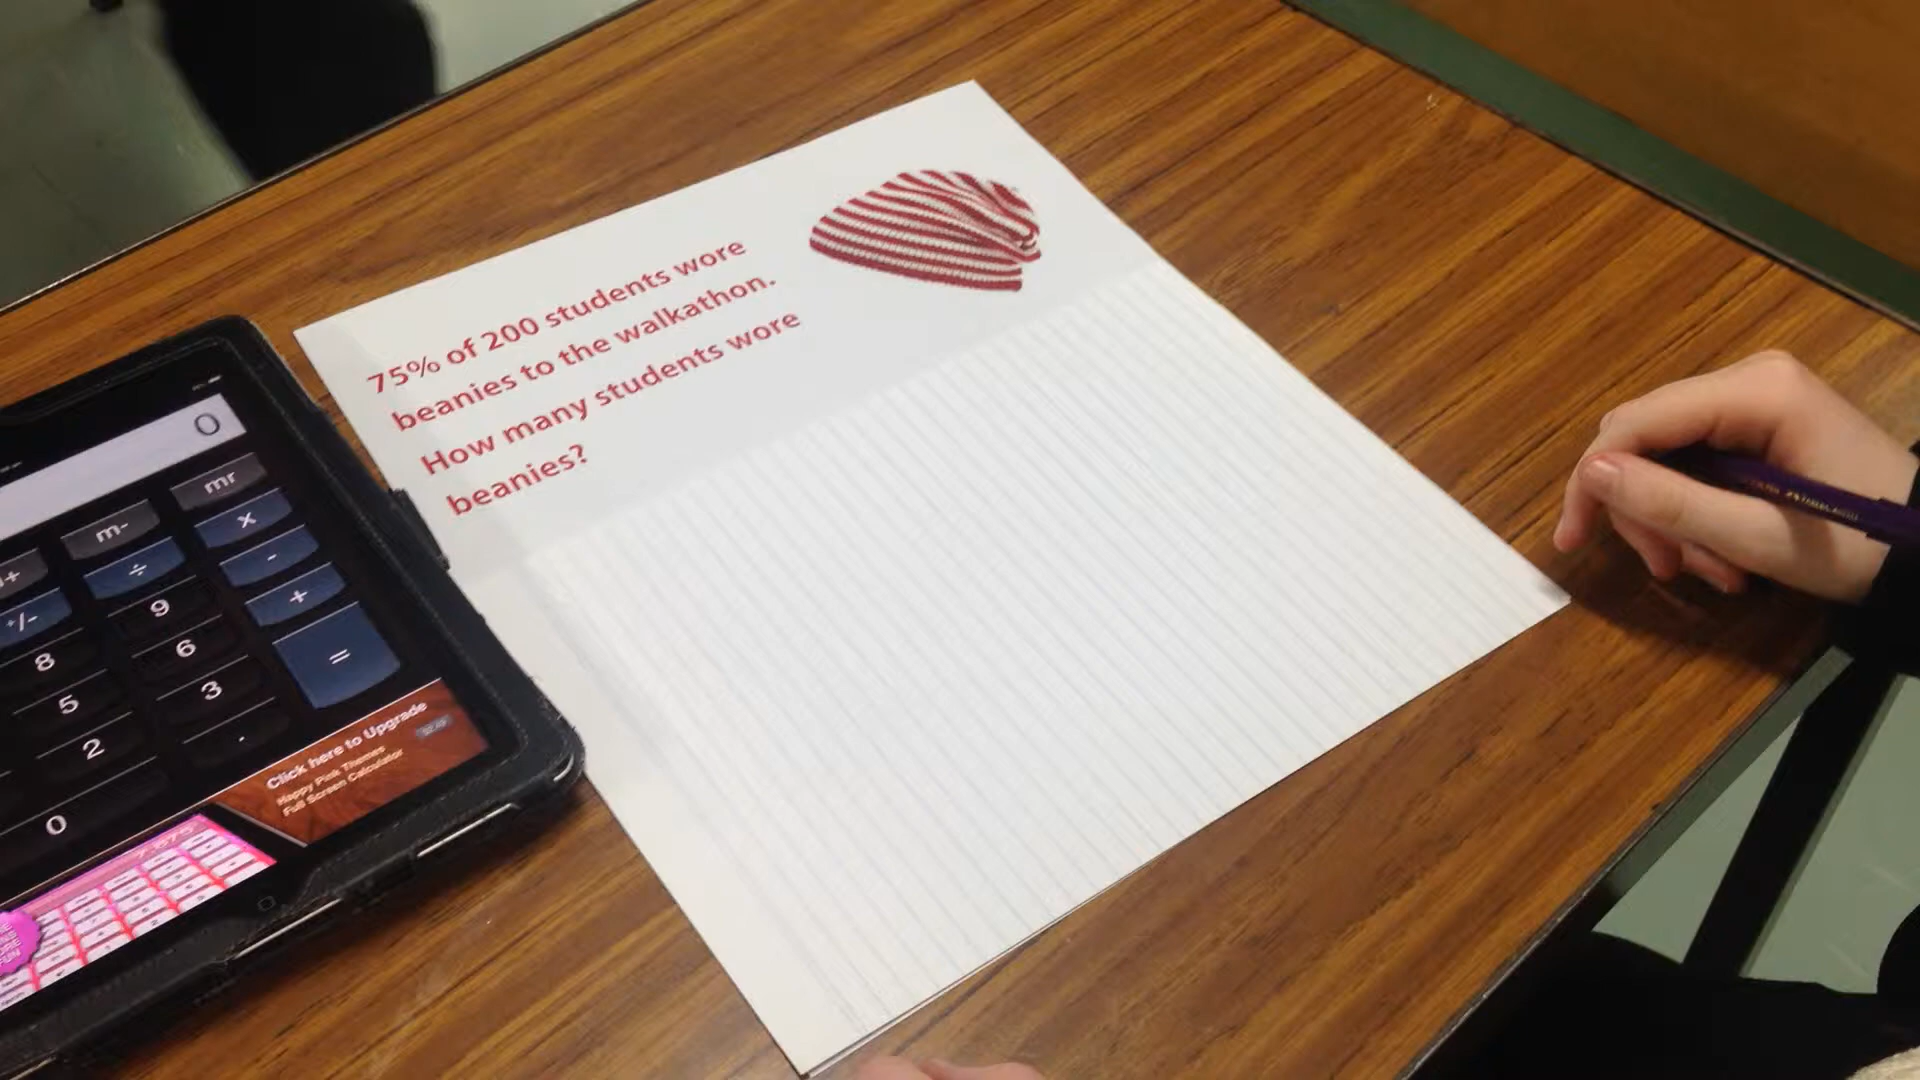 75% of 200 students wore
beanies to the walkathon.
How many students wore
beanies?
0
mr
m-
x
÷
-
+/-
+
9
8
6
=
5
3
2
.
0
Click here to Upgrade
Happy Pink Themes
Full Screen Calculator